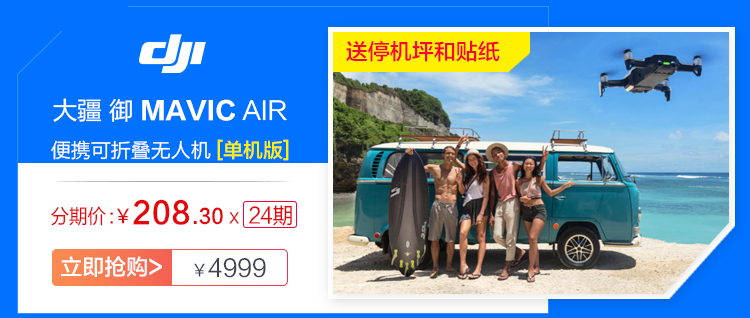 dji
大疆 御 MAVIC AIR
便携可折叠无人机 [单机版]
分期价:¥208.30 x 24期
立即抢购> ¥4999
送停机坪和贴纸